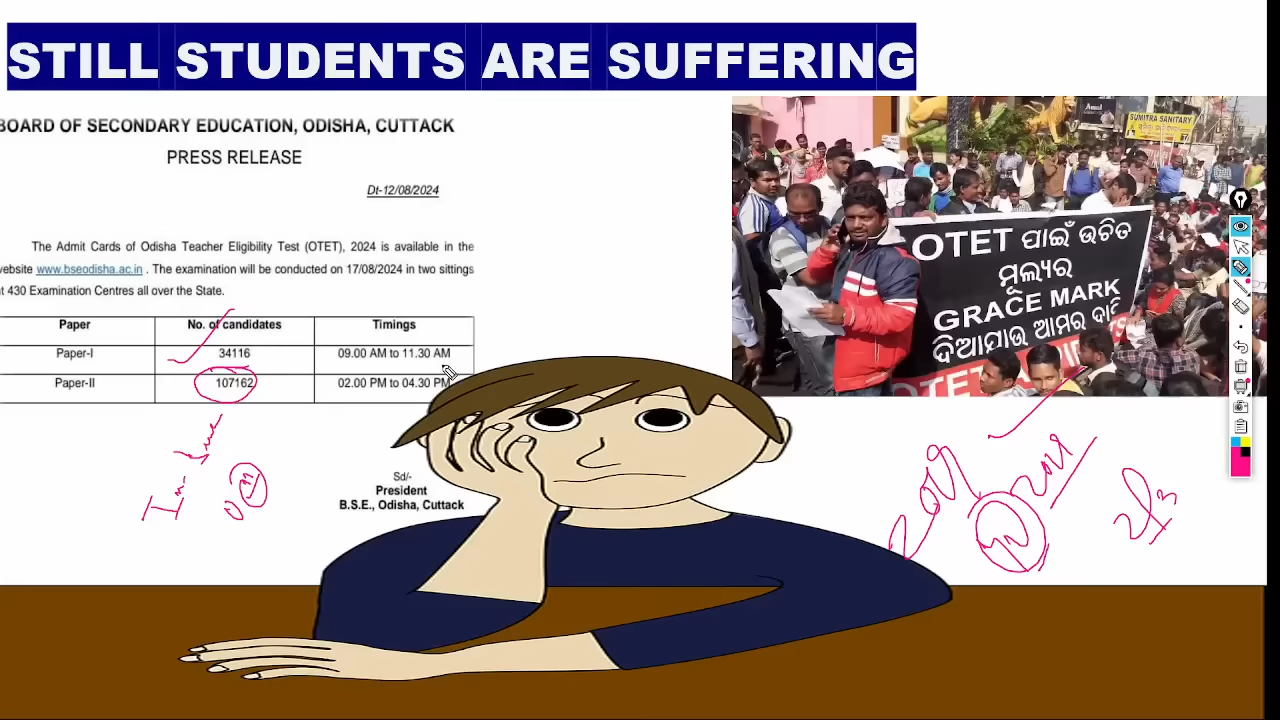 STILL STUDENTS ARE SUFFERING
BOARD OF SECONDARY EDUCATION, ODISHA, CUTTACK
PRESS RELEASE
Dt-12/08/2024
The Admit Cards of Odisha Teacher Eligibility Test (OTET), 2024 is available in the
website www.bseodisha.ac.in . The examination will be conducted on 17/08/2024 in two sittings
at 430 Examination Centres all over the State.
Paper No. of candidates Timings
Paper-I 34116 09.00 AM to 11.30 AM
Paper-II 107162 02.00 PM to 04.30 PM
Sd/-
President
B.S.E., Odisha, Cuttack
SUMITRA SANITARY
OTET ପାଇଁ ଉଚିତ
ମୂଲ୍ୟର
GRACE MARK
ଦିଆଯାଉ ଆମର ଦାବି
OTET